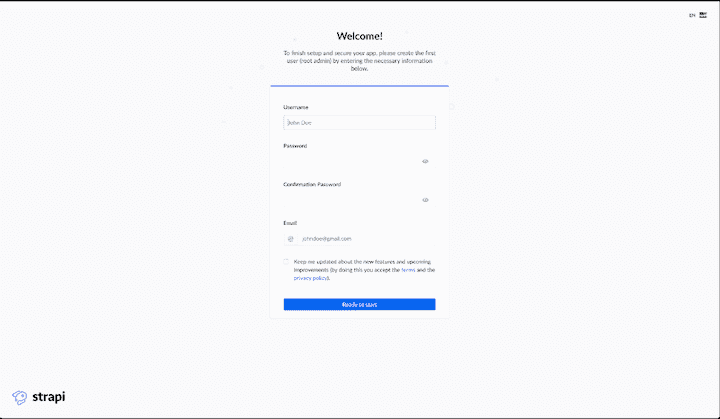 EN
Welcome!
To finish setup and secure your app, please create the first
user (root admin) by entering the necessary information
below.
Username
John Doe
Password
Confirmation Password
Email
@ johndoe@gmail.com
Keep me updated about the new features and upcoming
improvements (by doing this you accept the terms and the
privacy policy).
Ready to start
strapi